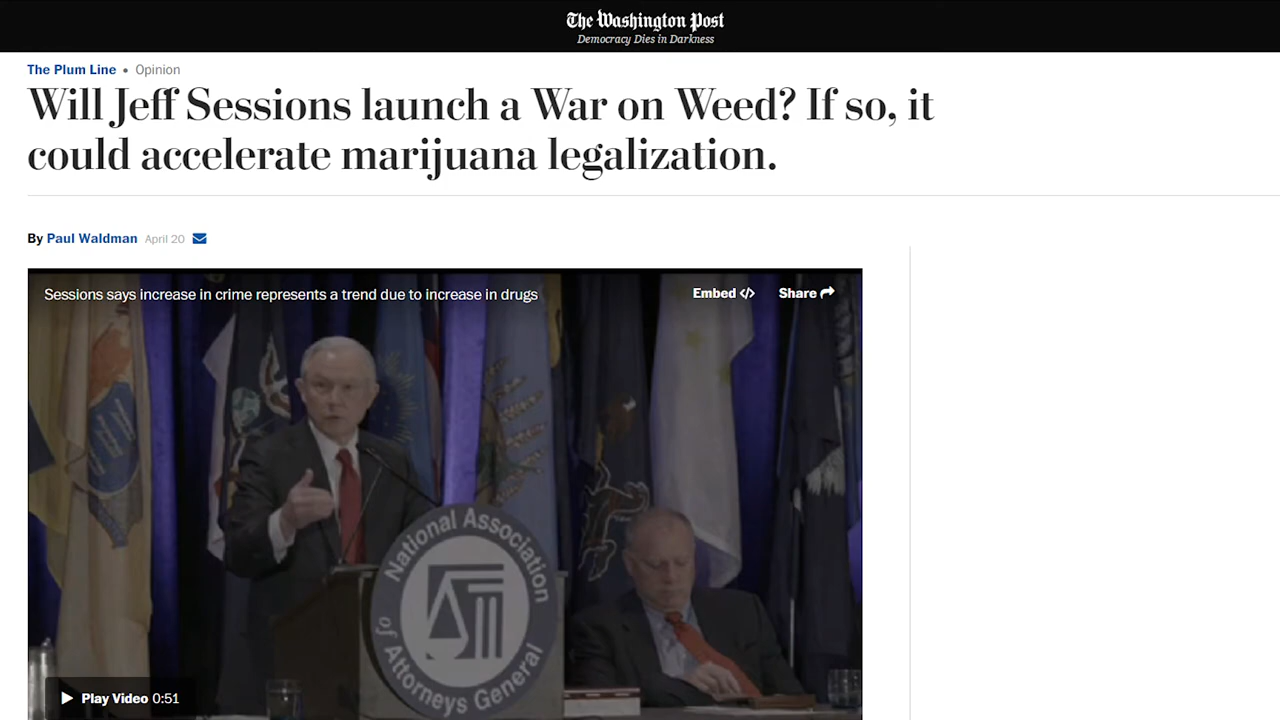 The Washington Post
Democracy Dies in Darkness
The Plum Line • Opinion
Will Jeff Sessions launch a War on Weed? If so, it
could accelerate marijuana legalization.
By Paul Waldman April 20
Sessions says increase in crime represents a trend due to increase in drugs
Embed </> Share
National Association
of Attorneys General
Play Video 0:51